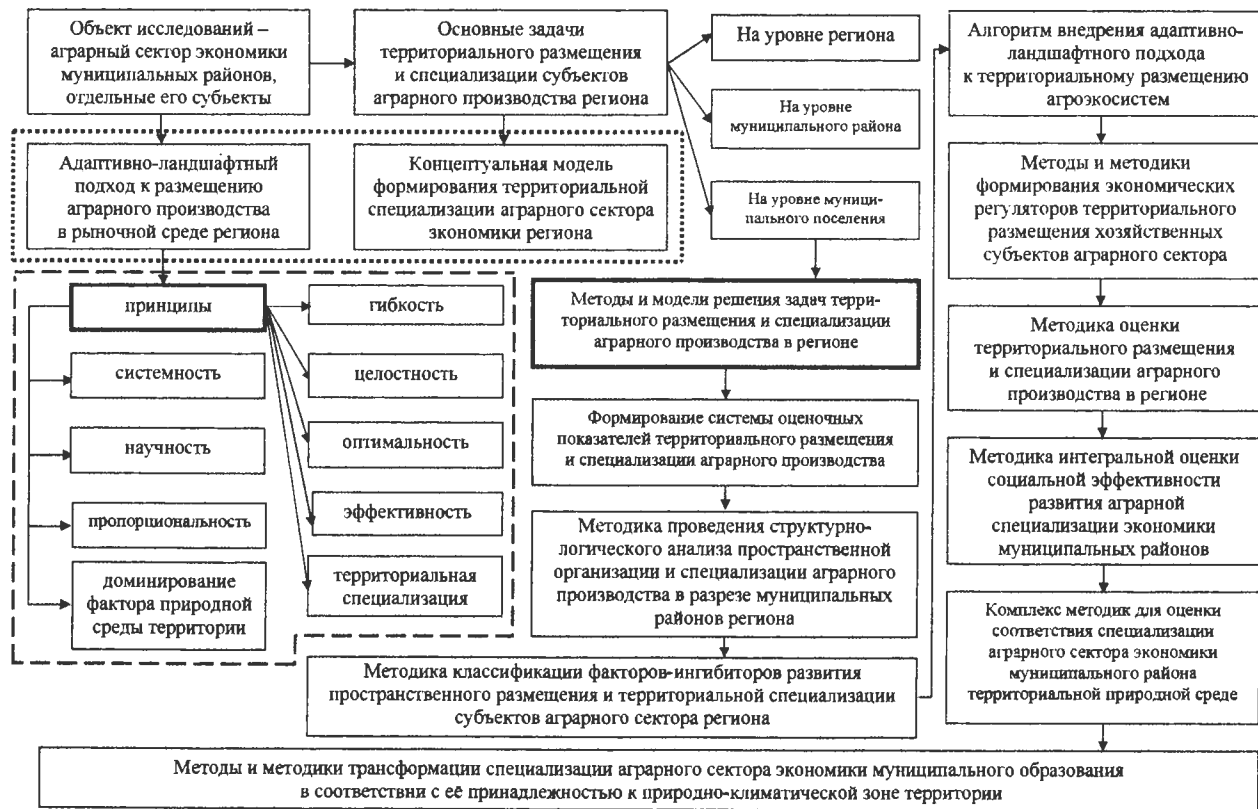 Объект исследований –
аграрный сектор экономики
муниципальных районов,
отдельные его субъекты
Основные задачи
территориального размещения
и специализации субъектов
аграрного производства региона
На уровне региона
На уровне
муниципального района
На уровне муници-
пального поселения
Адаптивно-ландшафтный
подход к размещению
аграрного производства
в рыночной среде региона
Концептуальная модель
формирования территориальной
специализации аграрного сектора
экономики региона
принципы
системность
научность
пропорциональность
доминирование
фактора природной
среды территории
гибкость
целостность
оптимальность
эффективность
территориальная
специализация
Методы и модели решения задач терри-
ториального размещения и специализации
аграрного производства в регионе
Формирование системы оценочных
показателей территориального размещения
и специализации аграрного производства
Методика проведения структурно-
логического анализа пространственной
организации и специализации аграрного
производства в разрезе муниципальных
районов региона
Методика классификации факторов-ингибиторов развития
пространственного размещения и территориальной специализации
субъектов аграрного сектора региона
Алгоритм внедрения адаптивно-
ландшафтного подхода
к территориальному размещению
агроэкосистем
Методы и методики
формирования экономических
регуляторов территориального
размещения хозяйственных
субъектов аграрного сектора
Методика оценки
территориального размещения
и специализации аграрного
производства в регионе
Методика интегральной оценки
социальной эффективности
развития аграрной
специализации экономики
муниципальных районов
Комплекс методик для оценки
соответствия специализации
аграрного сектора экономики
муниципального района
территориальной природной среде
Методы и методики трансформации специализации аграрного сектора экономики муниципального образования
в соответствии с её принадлежностью к природно-климатической зоне территории